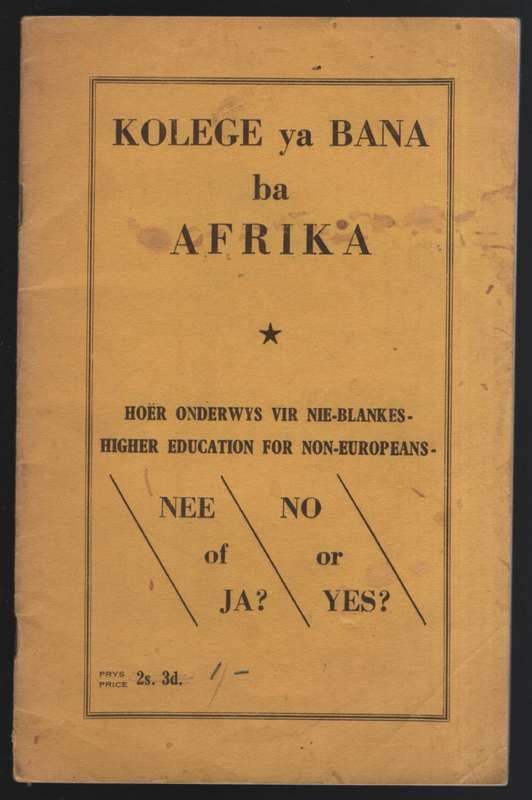 KOLEGE ya BANA
ba
AFRIKA
HOËR ONDERWYS VIR NIE-BLANKES-
HIGHER EDUCATION FOR NON-EUROPEANS-
NEE
of
JA?
NO
or
YES?
PRYS
PRICE 2s. 3d.